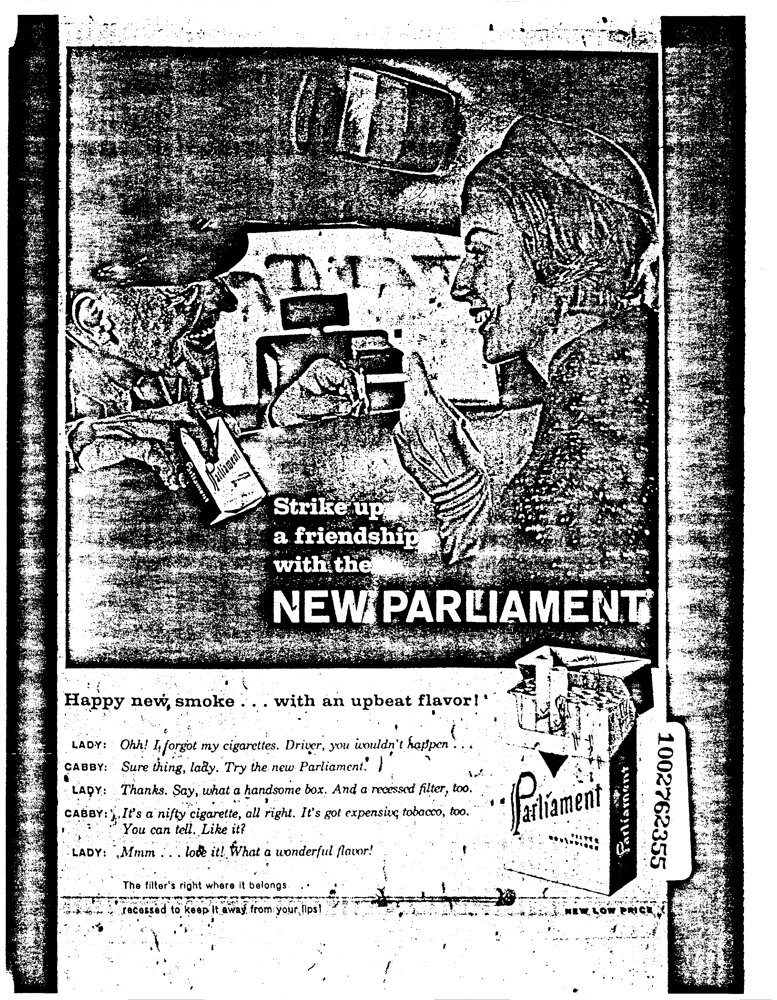 Parliament
Strike up
a friendship
with the
NEW PARLIAMENT
Happy new smoke . . . with an upbeat flavor!
LADY: Ohh! I forgot my cigarettes. Driver, you wouldn't happen . . .
CABBY: Sure thing, lady. Try the new Parliament.
LADY: Thanks. Say, what a handsome box. And a recessed filter, too.
CABBY: It's a nifty cigarette, all right. It's got expensive tobacco, too.
You can tell. Like it?
LADY: Mmm . . . love it! What a wonderful flavor!
The filter's right where it belongs
recessed to keep it away from your lips!
Parliament
FILTER
Parliament
NEW LOW PRICE
1002762355